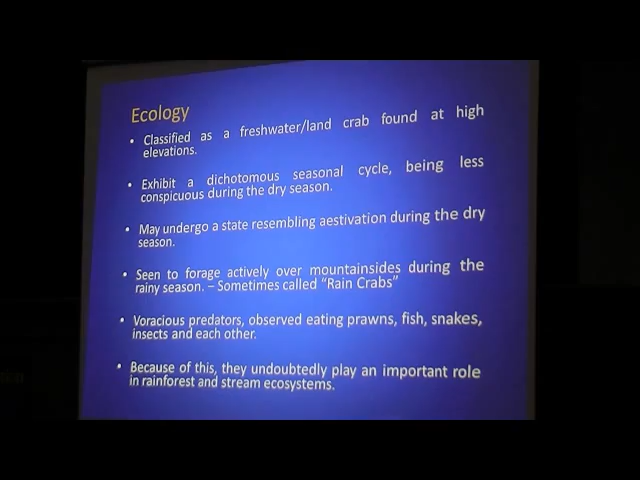 Ecology
• Classified as a freshwater/land crab found at high
elevations.
• Exhibit a dichotomous seasonal cycle, being less
conspicuous during the dry season.
• May undergo a state resembling aestivation during the dry
season.
• Seen to forage actively over mountainsides during the
rainy season. – Sometimes called “Rain Crabs”
• Voracious predators, observed eating prawns, fish, snakes,
insects and each other.
• Because of this, they undoubtedly play an important role
in rainforest and stream ecosystems.